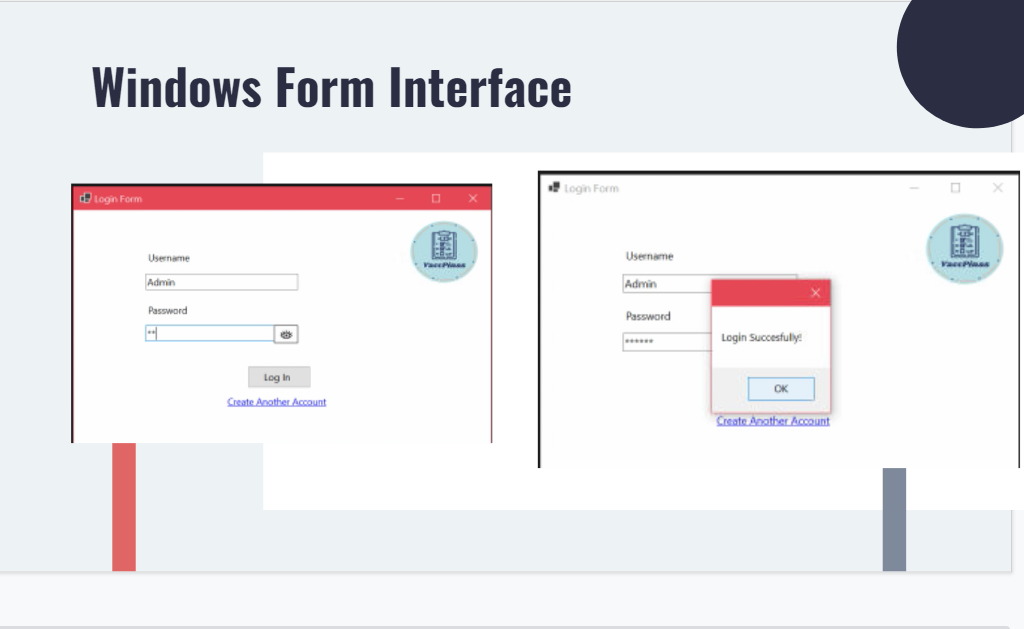 Windows Form Interface
Login Form
VaccPinas
Username
Admin
Password
**
Log In
Create Another Account
Login Form
VaccPinas
Username
Admin
Password
******
Login Succesfully!
OK
Create Another Account